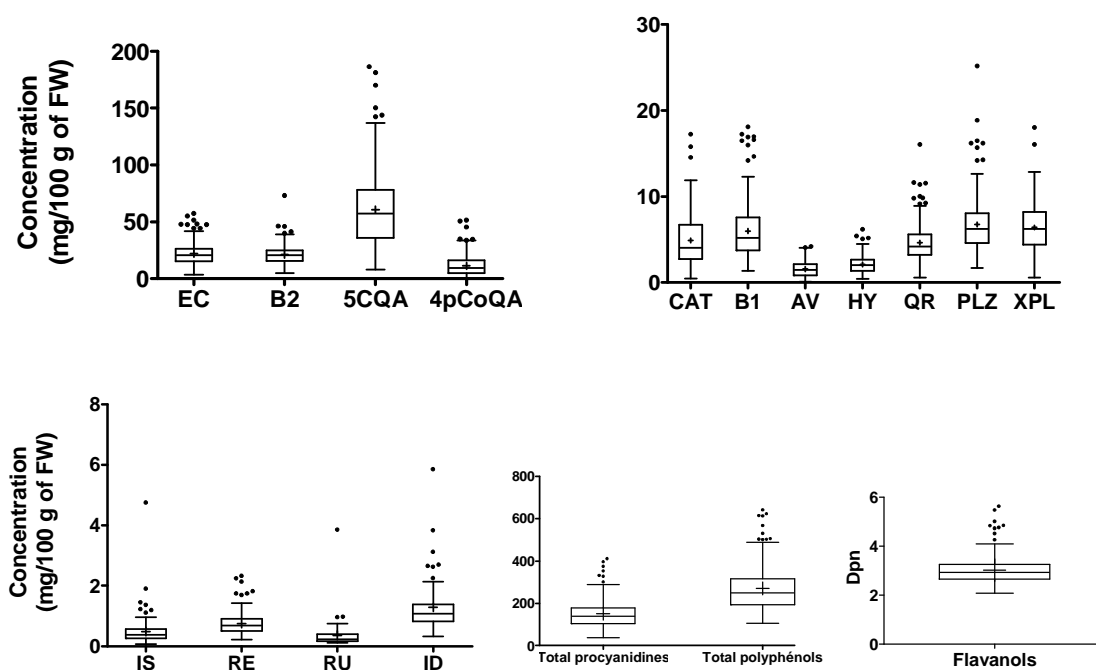 Concentration
(mg/100 g of FW)
200
150
100
50
0
EC B2 5CQA 4pCoQA
30
20
10
0
CAT B1 AV HY QR PLZ XPL
Concentration
(mg/100 g of FW)
8
6
4
2
0
IS RE RU ID
800
600
400
200
0
Total procyanidines Total polyphénols
Dpn
6
4
2
0
Flavanols